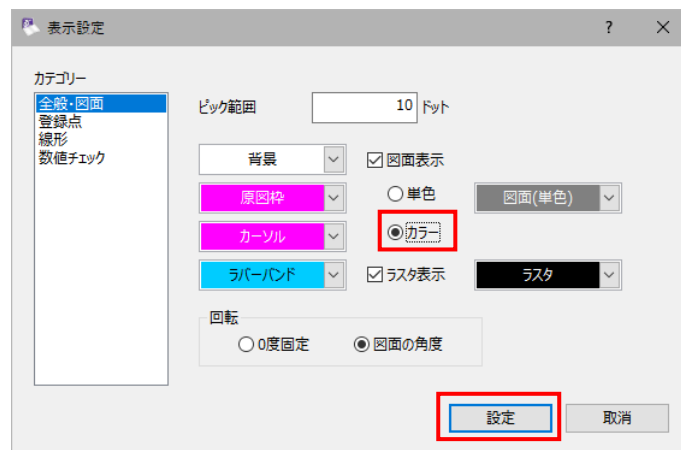 表示設定
?
カテゴリー
全般・図面
登録点
線形
数値チェック
ピック範囲 10 ドット
背景 図面表示
原図枠 単色 図面(単色)
カーソル カラー
ラバーバンド ラスタ表示 ラスタ
回転
0度固定 図面の角度
設定 取消